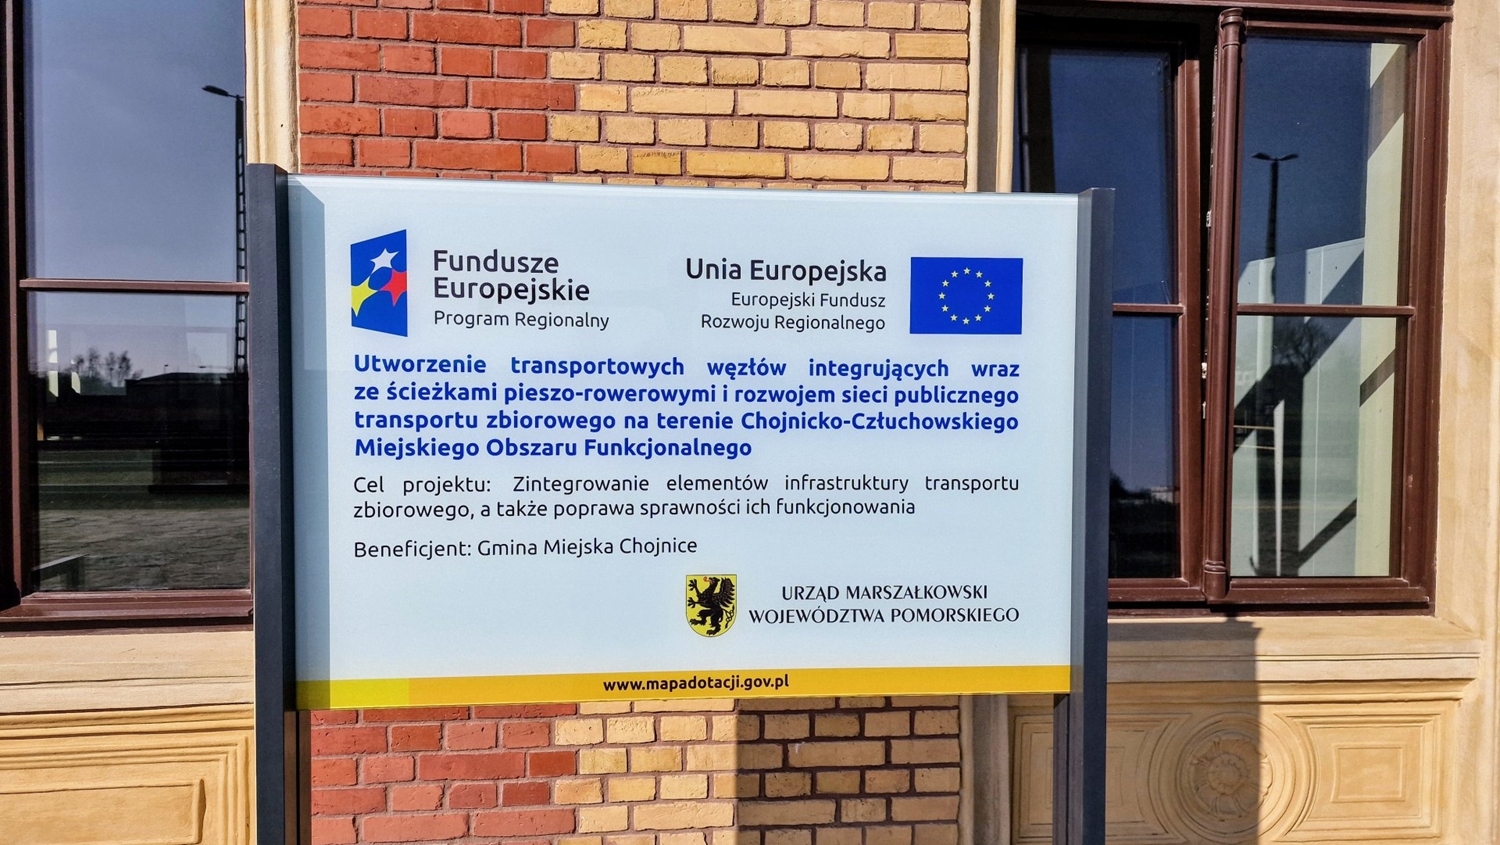 Fundusze
Europejskie
Program Regionalny
Unia Europejska
Europejski Fundusz
Rozwoju Regionalnego
Utworzenie transportowych węzłów integrujących wraz
ze ścieżkami pieszo-rowerowymi i rozwojem sieci publicznego
transportu zbiorowego na terenie Chojnicko-Człuchowskiego
Miejskiego Obszaru Funkcjonalnego
Cel projektu: Zintegrowanie elementów infrastruktury transportu
zbiorowego, a także poprawa sprawności ich funkcjonowania
Beneficjent: Gmina Miejska Chojnice
URZĄD MARSZAŁKOWSKI
WOJEWÓDZTWA POMORSKIEGO
www.mapadotacji.gov.pl